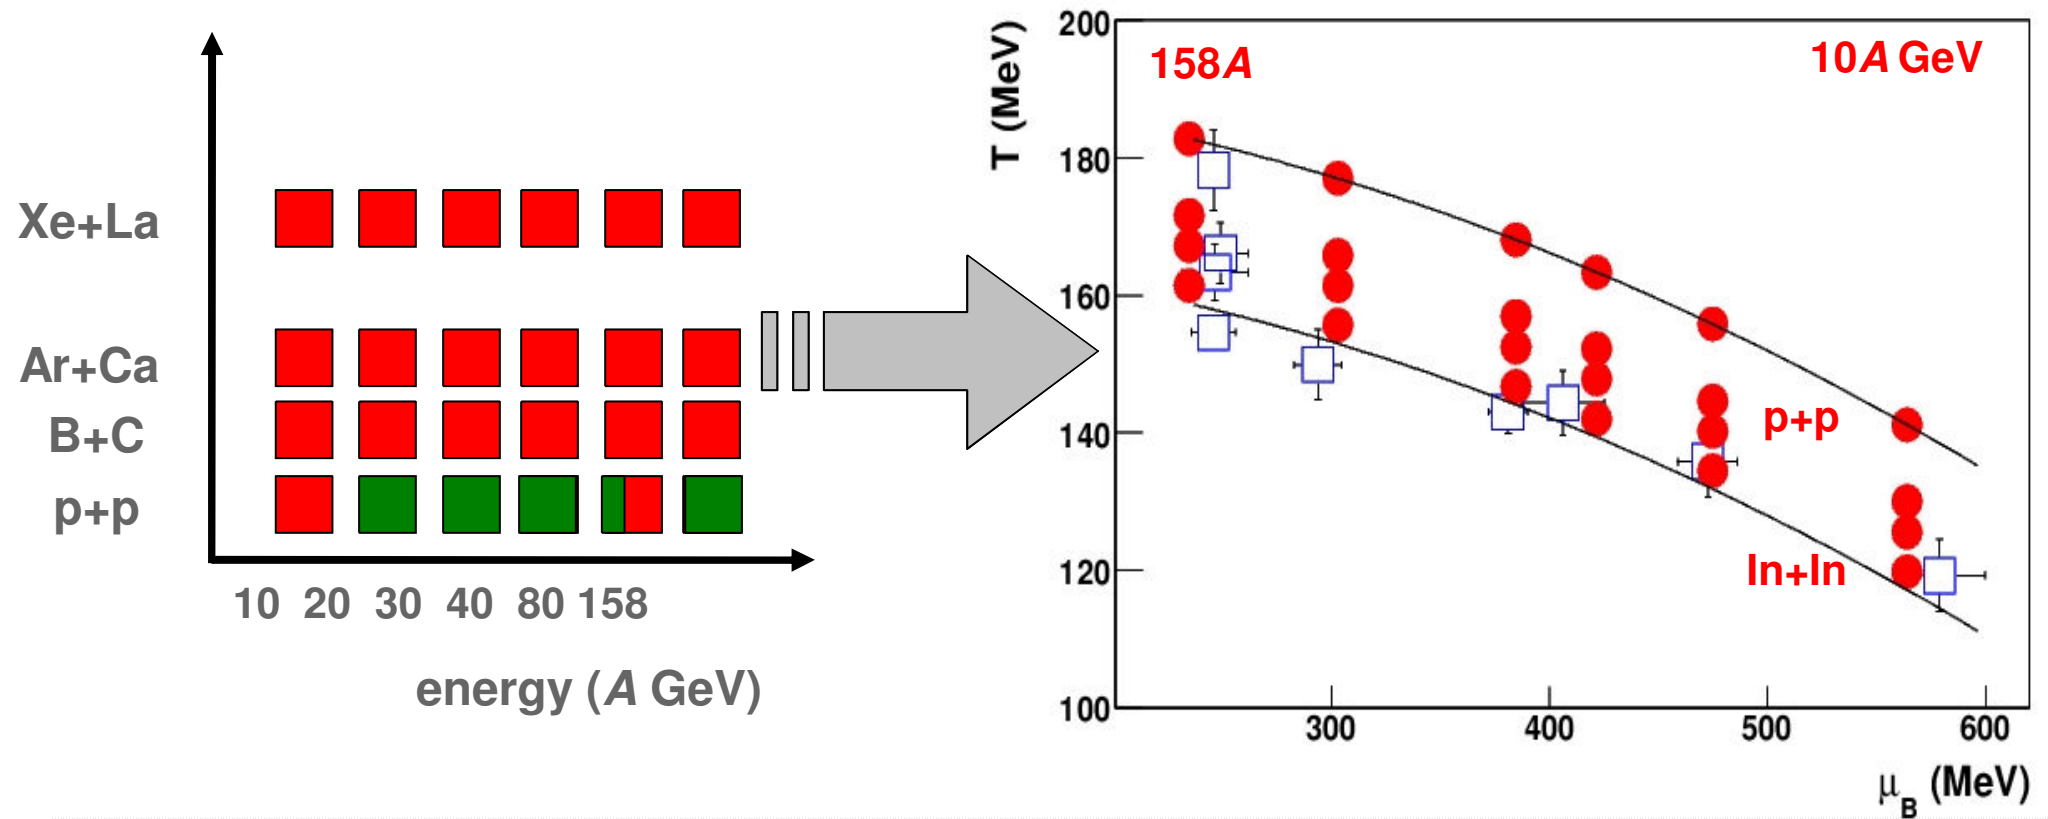 Xe+La
Ar+Ca
B+C
p+p
10 20 30 40 80 158
energy (A GeV)
T (MeV)
200
180
160
140
120
100
158A
10A GeV
p+p
In+In
300 400 500 600
μB (MeV)